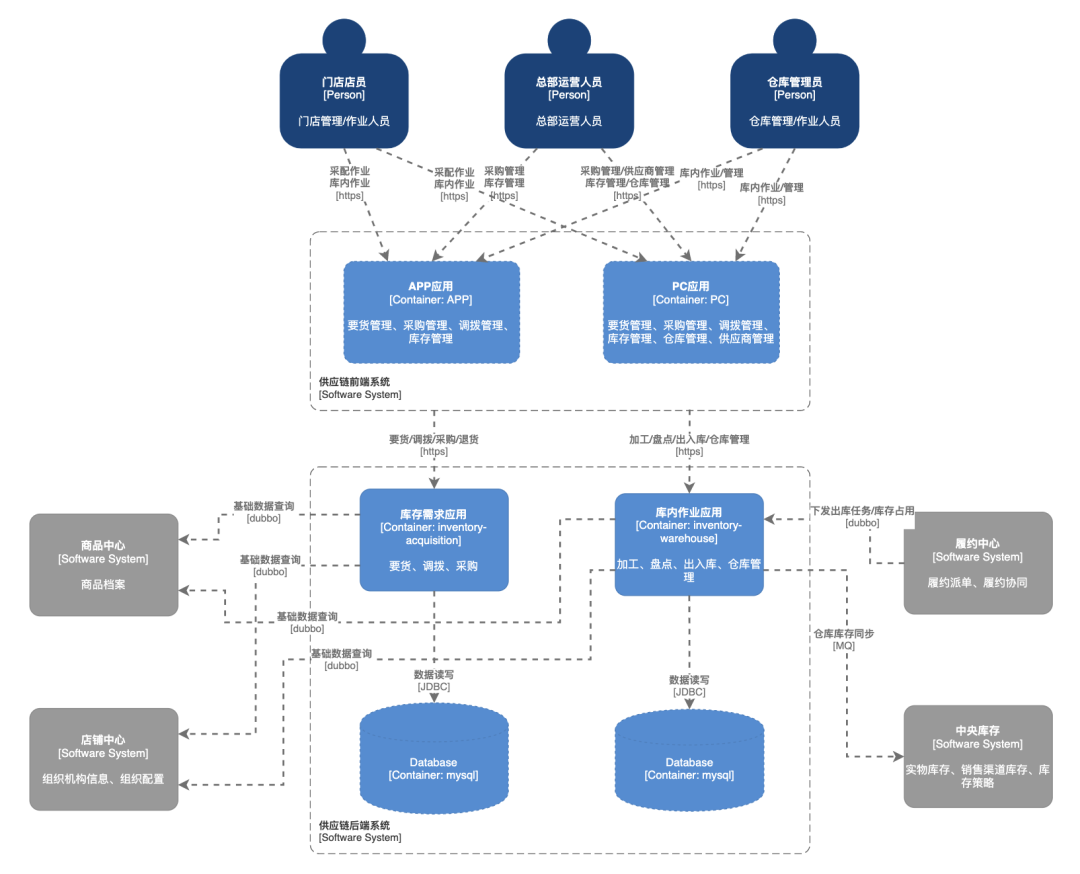 门店店员
[Person]
门店管理/作业人员
总部运营人员
[Person]
总部运营人员
仓库管理员
[Person]
仓库管理/作业人员
采配作业
库内作业
[https]
采配作业
库内作业
[https]
采购管理
库存管理
[https]
采购管理/供应商管理
库存管理/仓库管理
[https]
库内作业/管理
[https]
库内作业/管理
[https]
APP应用
[Container: APP]
要货管理、采购管理、调拨管理、
库存管理
PC应用
[Container: PC]
要货管理、采购管理、调拨管理、
库存管理、仓库管理、供应商管理
供应链前端系统
[Software System]
要货/调拨/采购/退货
[https]
加工/盘点/出入库/仓库管理
[https]
库存需求应用
[Container: inventory-
acquisition]
要货、调拨、采购
库内作业应用
[Container: inventory-
warehouse]
加工、盘点、出入库、仓库管
理
基础数据查询
[dubbo]
基础数据查询
[dubbo]
基础数据查询
[dubbo]
基础数据查询
[dubbo]
下发出库任务/库存占用
[dubbo]
商品中心
[Software System]
商品档案
履约中心
[Software System]
履约派单、履约协同
仓库库存同步
[MQ]
数据读写
[JDBC]
数据读写
[JDBC]
店铺中心
[Software System]
组织机构信息、组织配置
Database
[Container: mysql]
Database
[Container: mysql]
中央库存
[Software System]
实物库存、销售渠道库存、库
存策略
供应链后端系统
[Software System]